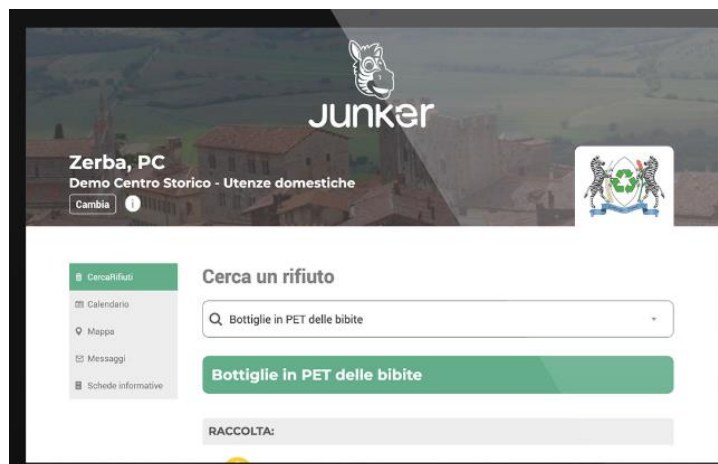 Junker
Zerba, PC
Demo Centro Storico - Utenze domestiche
Cambia i
CercaRifiuti
Calendario
Mappa
Messaggi
Schede informative
Cerca un rifiuto
Bottiglie in PET delle bibite
Bottiglie in PET delle bibite
RACCOLTA: